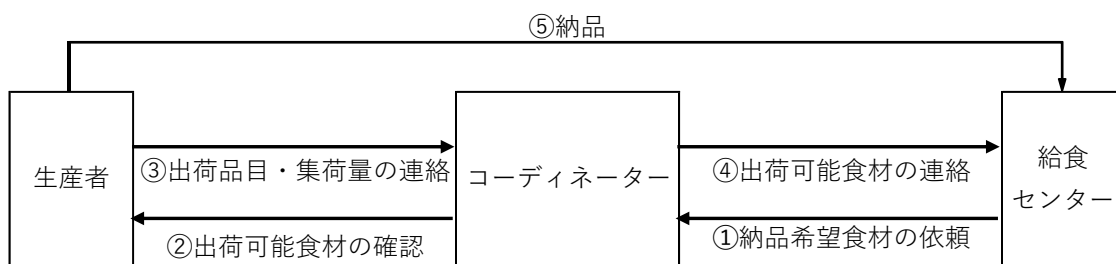 ⑤納品
生産者
③出荷品目・集荷量の連絡
②出荷可能食材の確認
コーディネーター
④出荷可能食材の連絡
①納品希望食材の依頼
給食
センター